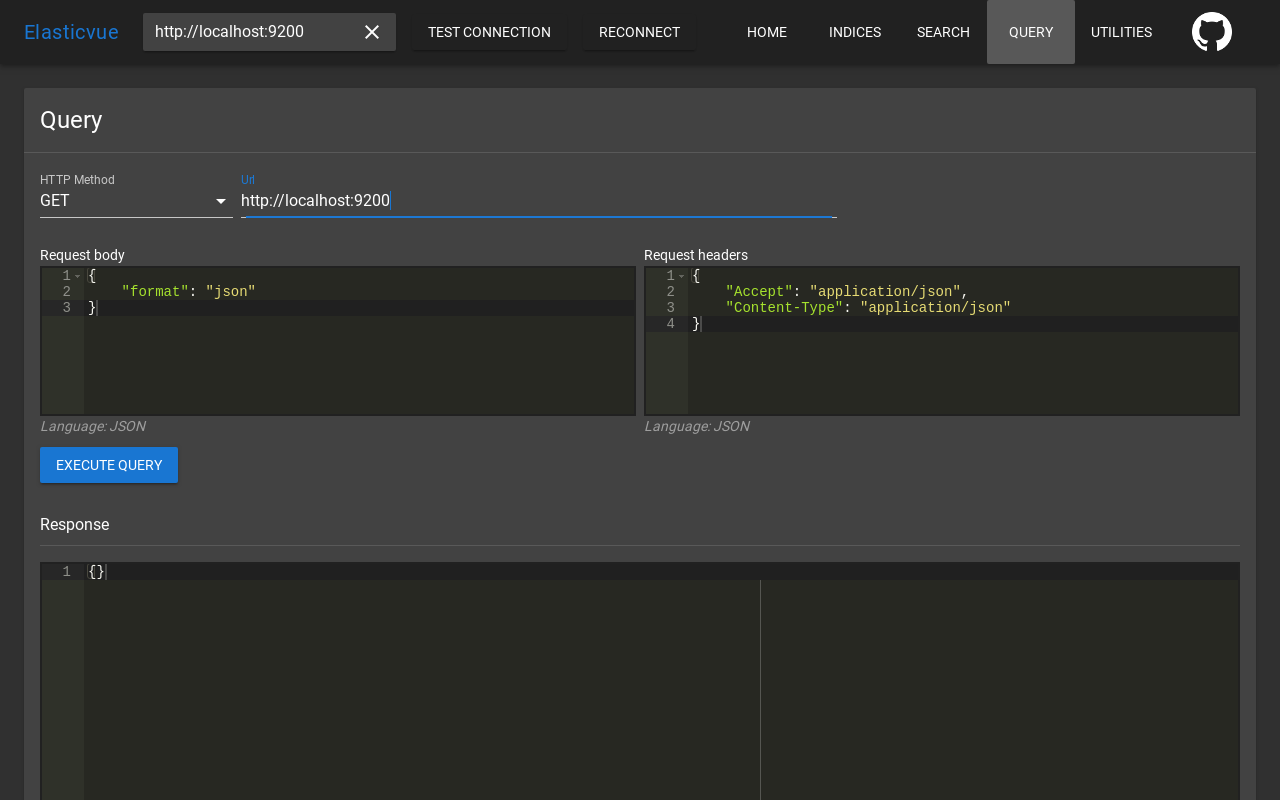 Elasticvue
http://localhost:9200
TEST CONNECTION
RECONNECT
HOME
INDICES
SEARCH
QUERY
UTILITIES
Query
HTTP Method
GET
Url
http://localhost:9200
Request body
1 {
2     "format": "json"
3 }
Language: JSON
Request headers
1 {
2     "Accept": "application/json",
3     "Content-Type": "application/json"
4 }
Language: JSON
EXECUTE QUERY
Response
1 {}